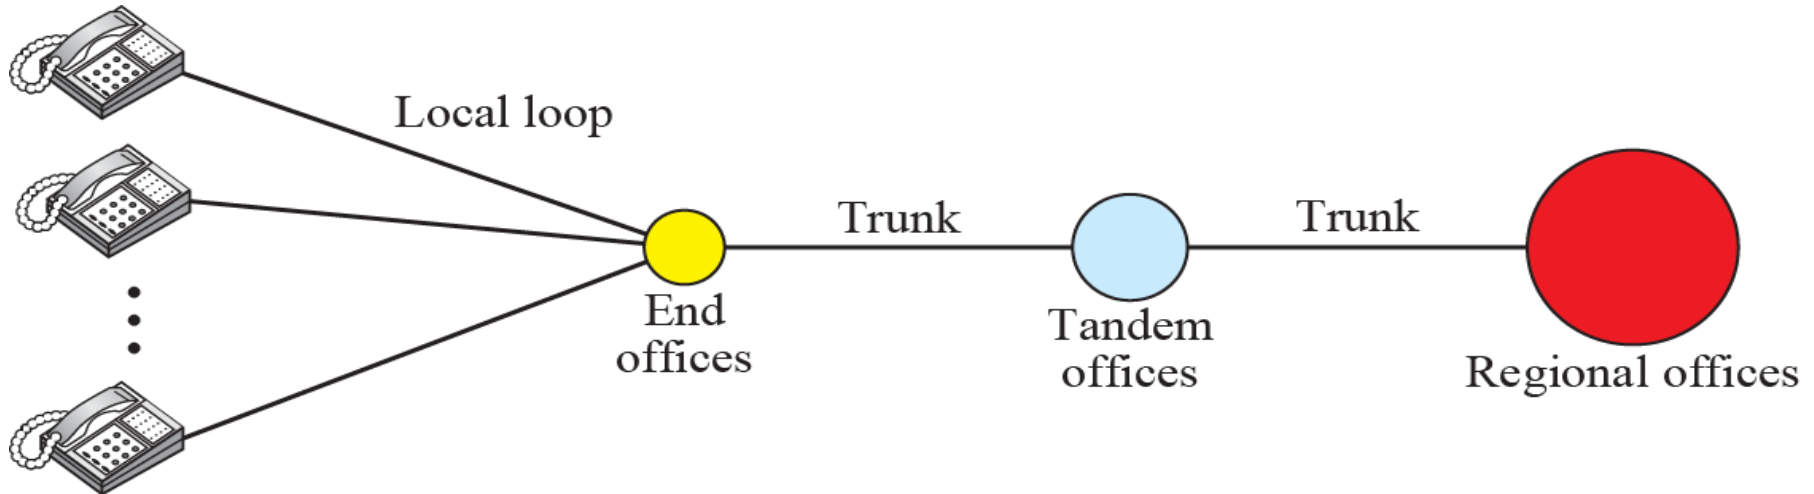 Local loop
Trunk
Trunk
End
offices
Tandem
offices
Regional offices